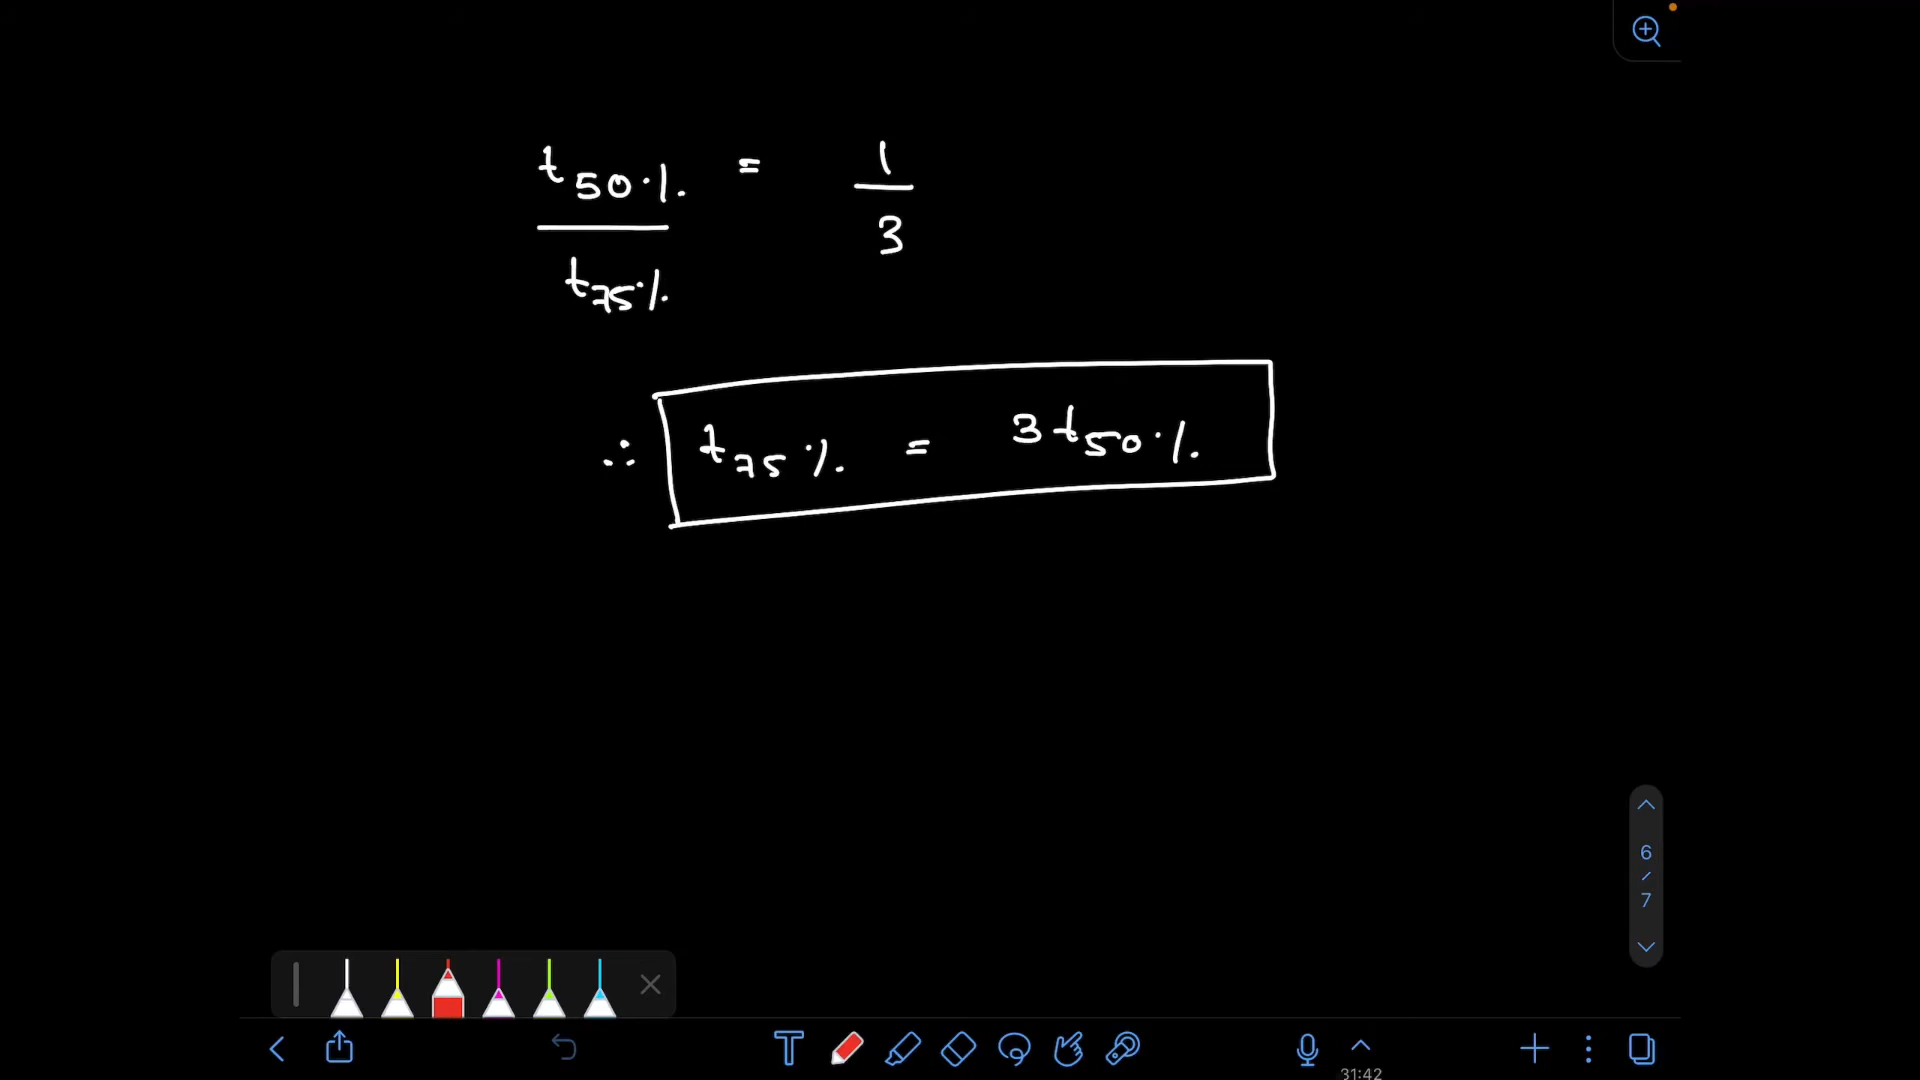 t50% = 1
3
t75%
∴ t75% = 3t50%
6
/
7
31:42